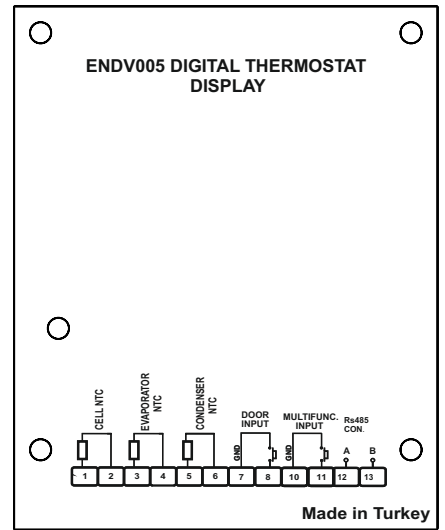 ENDV005 DIGITAL THERMOSTAT
DISPLAY
CELL NTC
EVAPORATOR
NTC
CONDENSER
NTC
DOOR
INPUT
MULTIFUNC.
INPUT
Rs485
CON.
GND
GND
A
B
1 2 3 4 5 6 7 8 10 11 12 13
Made in Turkey